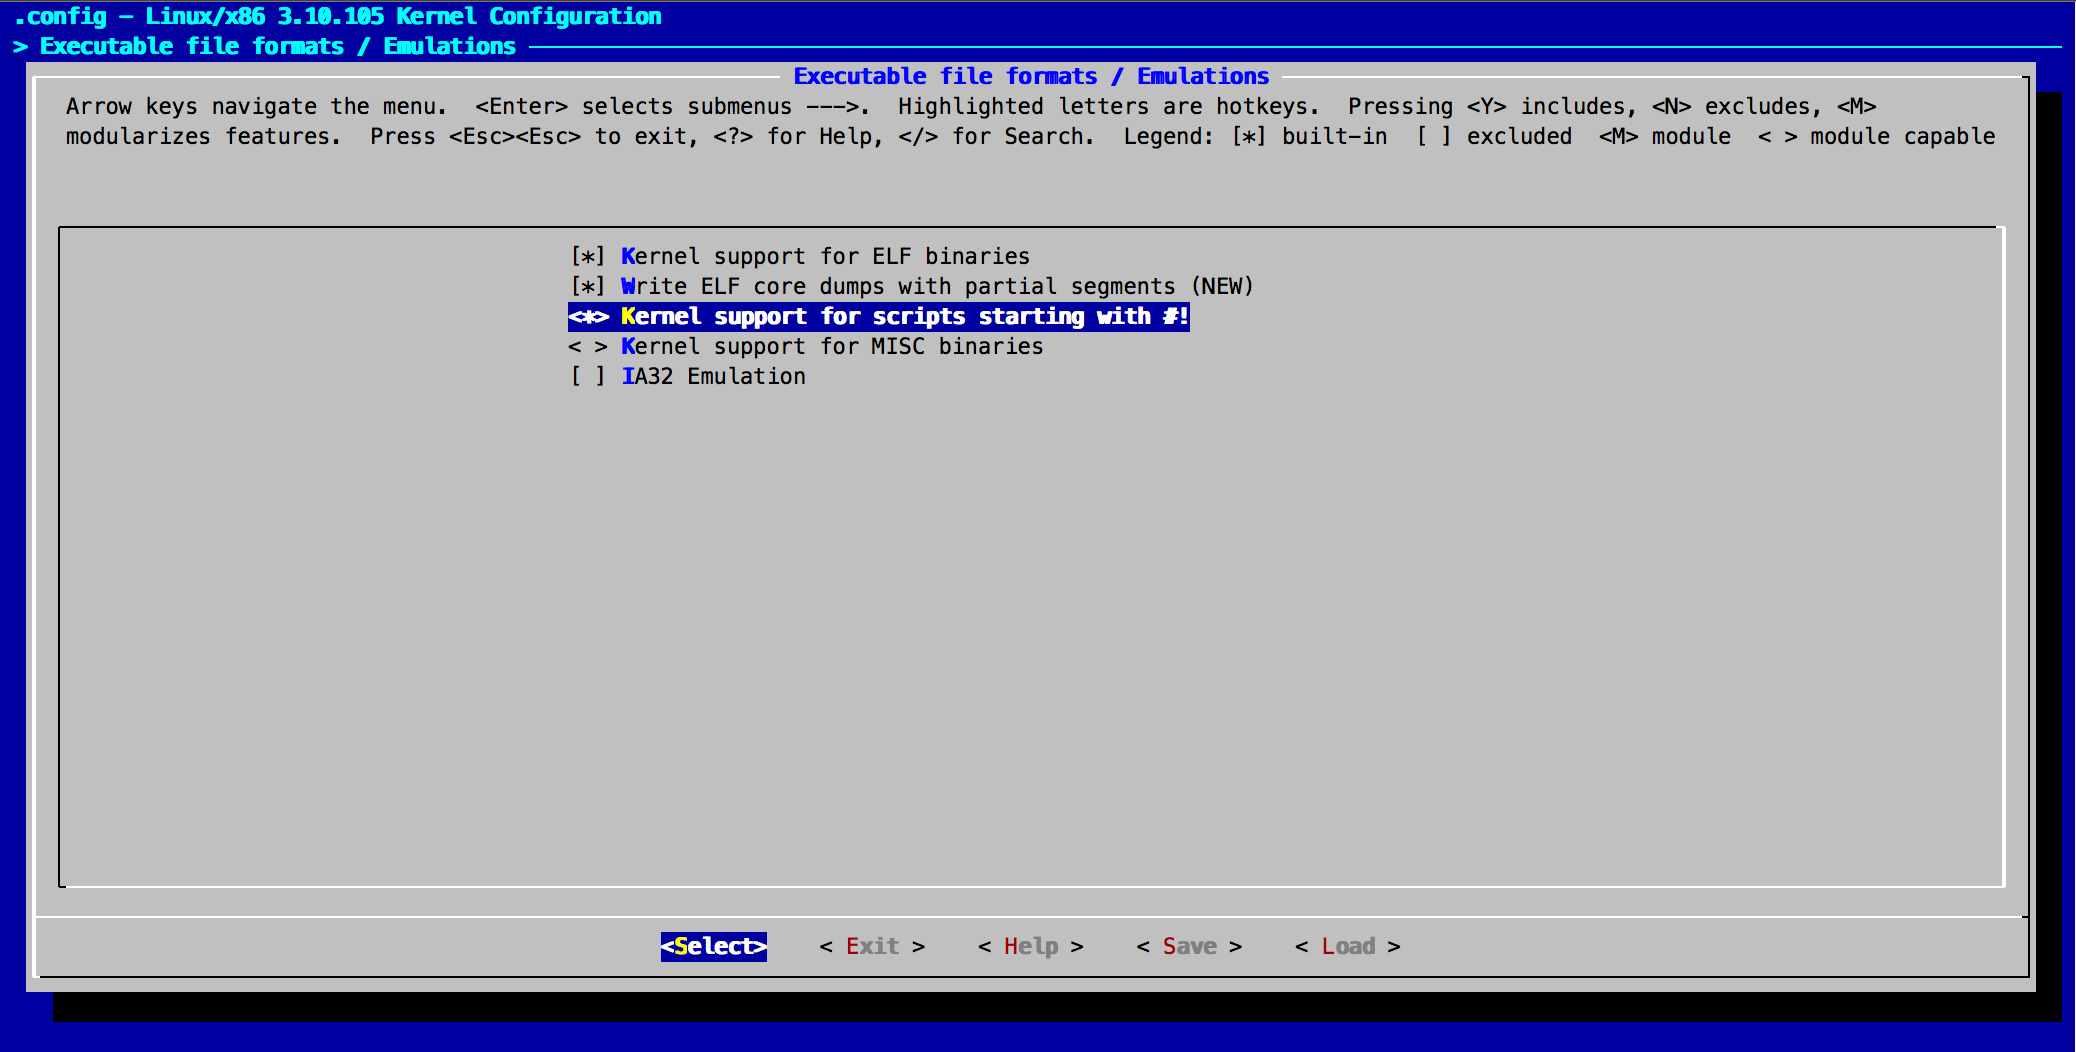 .config - Linux/x86 3.10.105 Kernel Configuration
> Executable file formats / Emulations
Executable file formats / Emulations
Arrow keys navigate the menu.  <Enter> selects submenus --->.  Highlighted letters are hotkeys.  Pressing <Y> includes, <N> excludes, <M>
modularizes features.  Press <Esc><Esc> to exit, <?> for Help, </> for Search.  Legend: [*] built-in  [ ] excluded  <M> module  < > module capable
[*] Kernel support for ELF binaries
[*] Write ELF core dumps with partial segments (NEW)
<*> Kernel support for scripts starting with #!
< > Kernel support for MISC binaries
[ ] IA32 Emulation
<Select>    < Exit >    < Help >    < Save >    < Load >